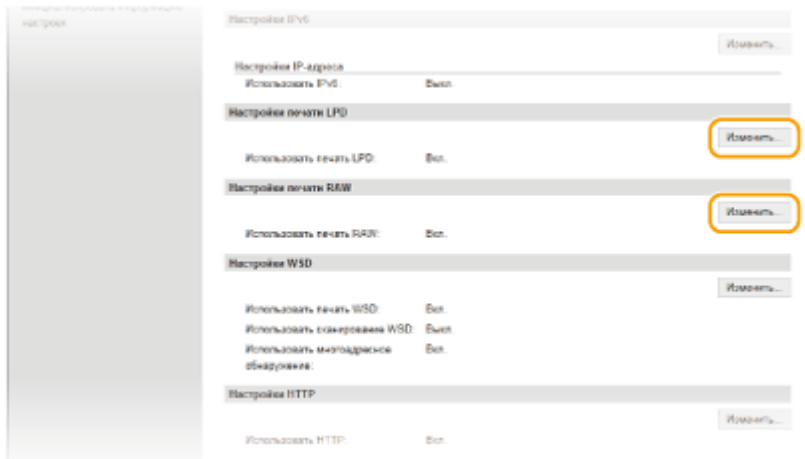 настроек
Настройки IPv6
Изменить...
Настройки IP-адреса
Использовать IPv6:
Выкл.
Настройки печати LPD
Изменить...
Использовать печать LPD:
Вкл.
Настройки печати RAW
Изменить...
Использовать печать RAW:
Вкл.
Настройки WSD
Изменить...
Использовать печать WSD:
Вкл.
Использовать сканирование WSD:
Выкл.
Использовать многоадресное
обнаружение:
Вкл.
Настройки HTTP
Изменить...
Использовать HTTP:
Вкл.